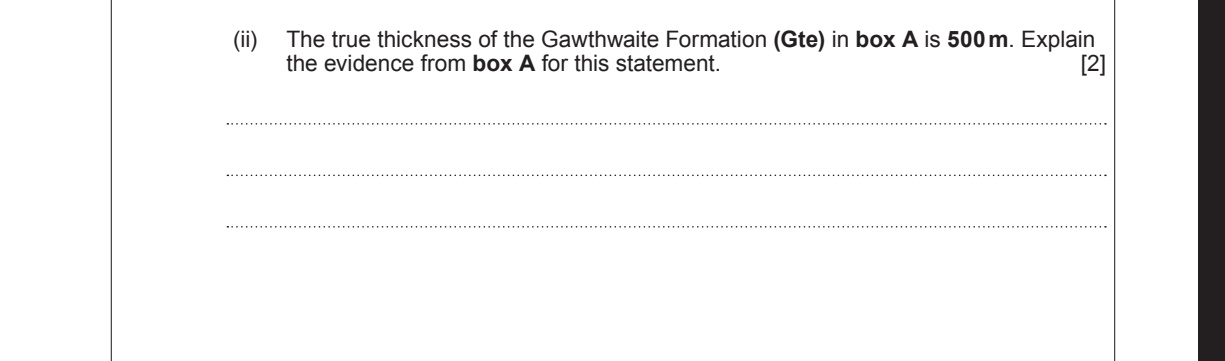 (ii) The true thickness of the Gawthwaite Formation (Gte) in box A is 500 m. Explain
the evidence from box A for this statement. [2]